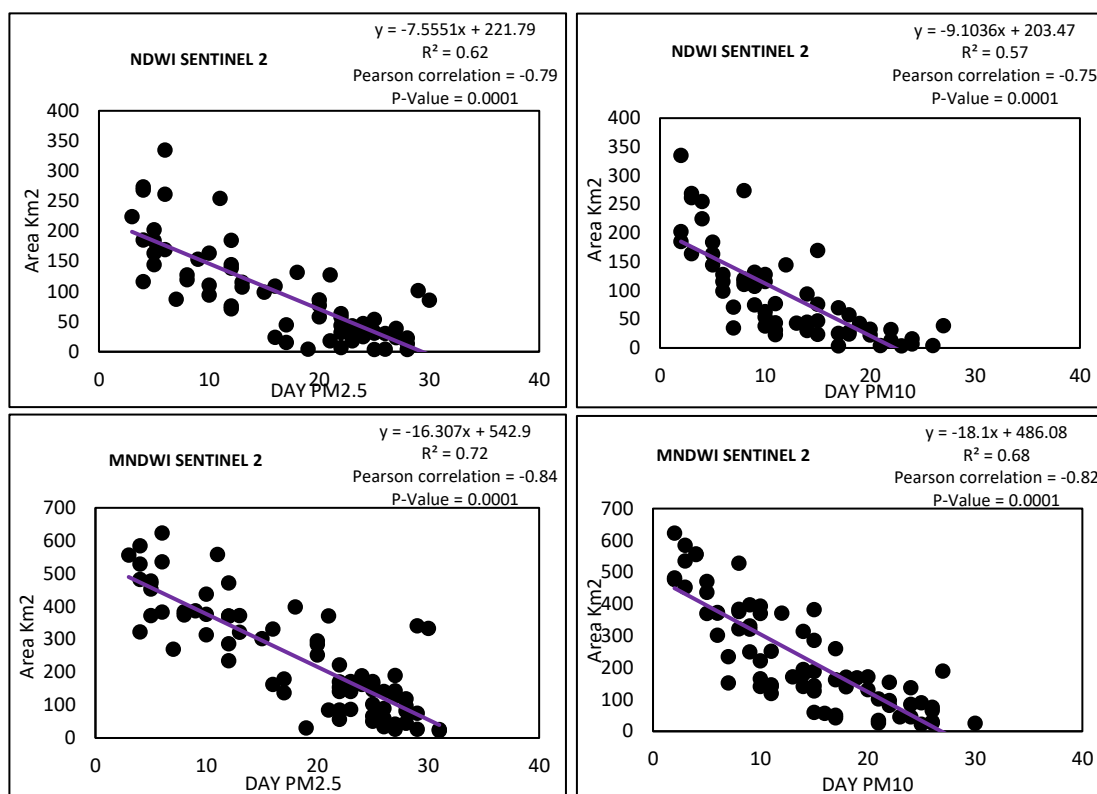 y = -7.5551x + 221.79
R² = 0.62
NDWI SENTINEL 2
Pearson correlation = -0.79
P-Value = 0.0001
400
350
300
250
200
150
100
50
0
Area Km2
0 10 20 30 40
DAY PM2.5
y = -9.1036x + 203.47
R² = 0.57
NDWI SENTINEL 2
Pearson correlation = -0.75
P-Value = 0.0001
400
350
300
250
200
150
100
50
0
Area Km2
0 10 20 30 40
DAY PM10
y = -16.307x + 542.9
R² = 0.72
MNDWI SENTINEL 2
Pearson correlation = -0.84
P-Value = 0.0001
700
600
500
400
300
200
100
0
Area Km2
0 10 20 30 40
DAY PM2.5
y = -18.1x + 486.08
R² = 0.68
MNDWI SENTINEL 2
Pearson correlation = -0.82
P-Value = 0.0001
700
600
500
400
300
200
100
0
Area Km2
0 10 20 30 40
DAY PM10